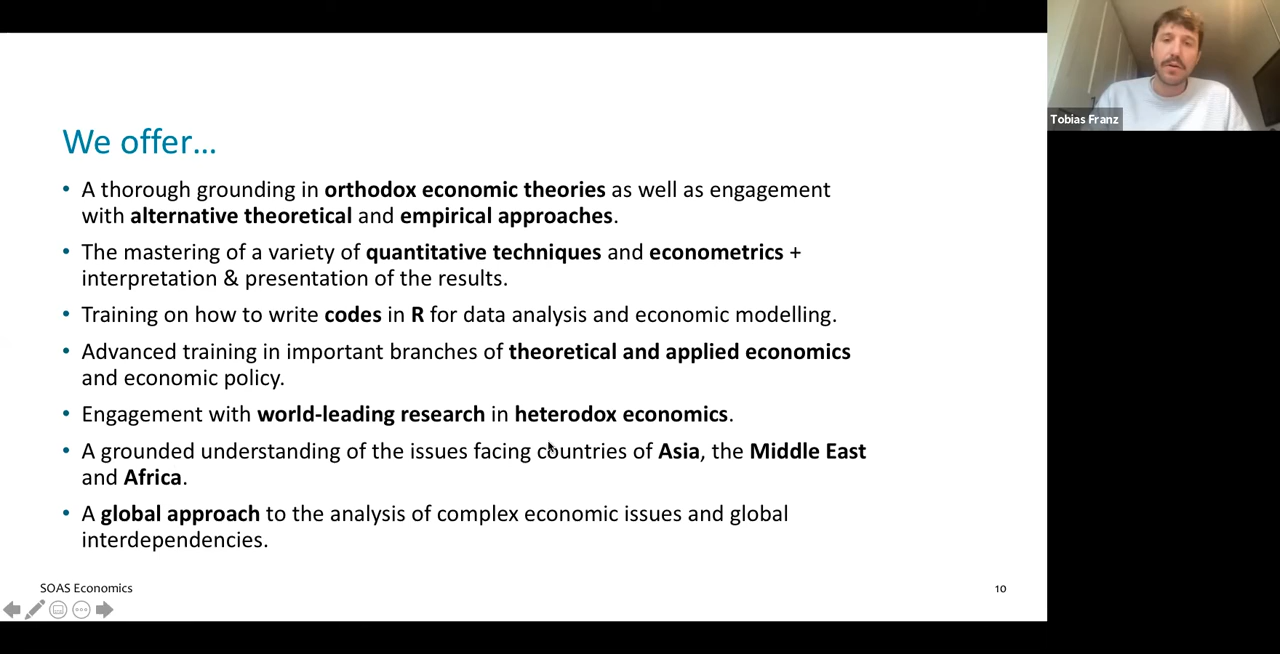 We offer...
• A thorough grounding in orthodox economic theories as well as engagement
with alternative theoretical and empirical approaches.
• The mastering of a variety of quantitative techniques and econometrics +
interpretation & presentation of the results.
• Training on how to write codes in R for data analysis and economic modelling.
• Advanced training in important branches of theoretical and applied economics
and economic policy.
• Engagement with world-leading research in heterodox economics.
• A grounded understanding of the issues facing countries of Asia, the Middle East
and Africa.
• A global approach to the analysis of complex economic issues and global
interdependencies.
SOAS Economics
10
Tobias Franz